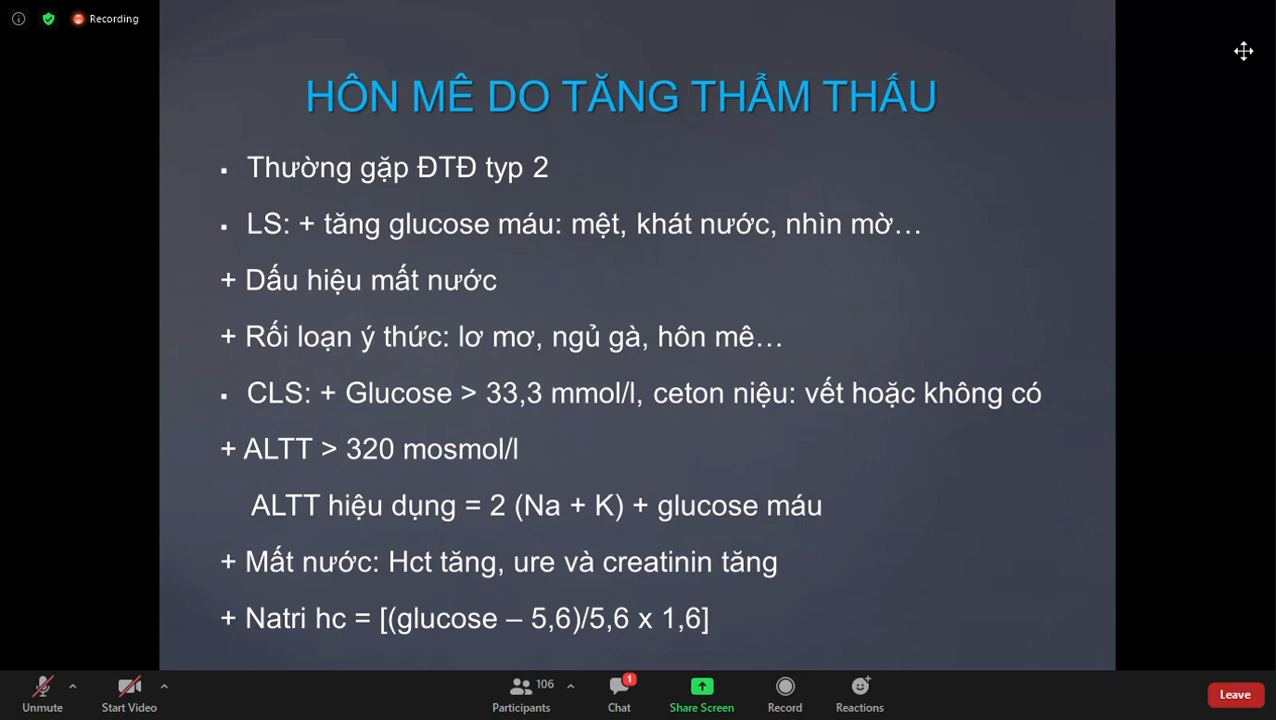 Recording
HÔN MÊ DO TĂNG THẨM THẤU
▪ Thường gặp ĐTĐ typ 2
▪ LS: + tăng glucose máu: mệt, khát nước, nhìn mờ…
+ Dấu hiệu mất nước
+ Rối loạn ý thức: lơ mơ, ngủ gà, hôn mê…
▪ CLS: + Glucose > 33,3 mmol/l, ceton niệu: vết hoặc không có
+ ALTT > 320 mosmol/l
ALTT hiệu dụng = 2 (Na + K) + glucose máu
+ Mất nước: Hct tăng, ure và creatinin tăng
+ Natri hc = [(glucose – 5,6)/5,6 x 1,6]
Unmute
Start Video
106
Participants
1
Chat
Share Screen
Record
Reactions
Leave